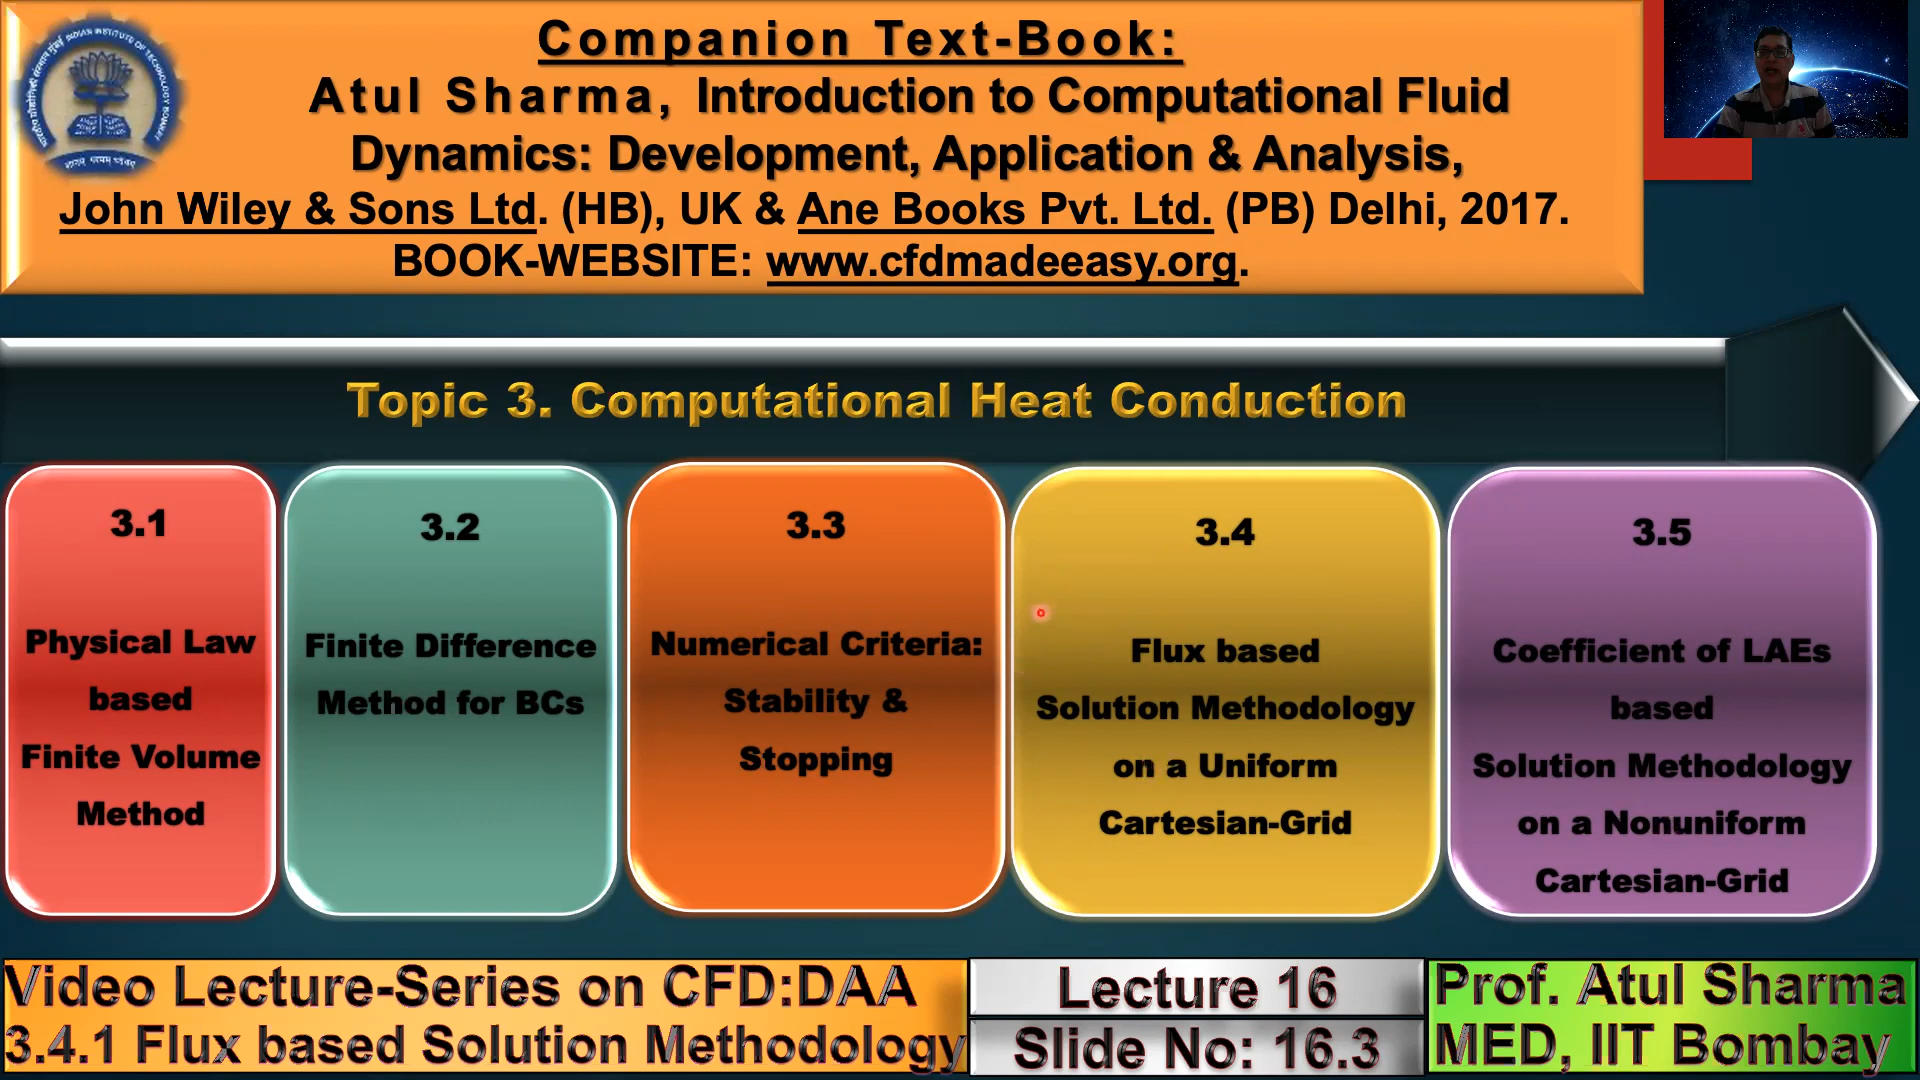 Companion Text-Book:
Atul Sharma, Introduction to Computational Fluid
Dynamics: Development, Application & Analysis,
John Wiley & Sons Ltd. (HB), UK & Ane Books Pvt. Ltd. (PB) Delhi, 2017.
BOOK-WEBSITE: www.cfdmadeeasy.org.
INDIAN INSTITUTE OF TECHNOLOGY BOMBAY
Topic 3. Computational Heat Conduction
3.1
Physical Law
based
Finite Volume
Method
3.2
Finite Difference
Method for BCs
3.3
Numerical Criteria:
Stability &
Stopping
3.4
Flux based
Solution Methodology
on a Uniform
Cartesian-Grid
3.5
Coefficient of LAEs
based
Solution Methodology
on a Nonuniform
Cartesian-Grid
Video Lecture-Series on CFD:DAA
3.4.1 Flux based Solution Methodology
Lecture 16
Slide No: 16.3
Prof. Atul Sharma
MED, IIT Bombay